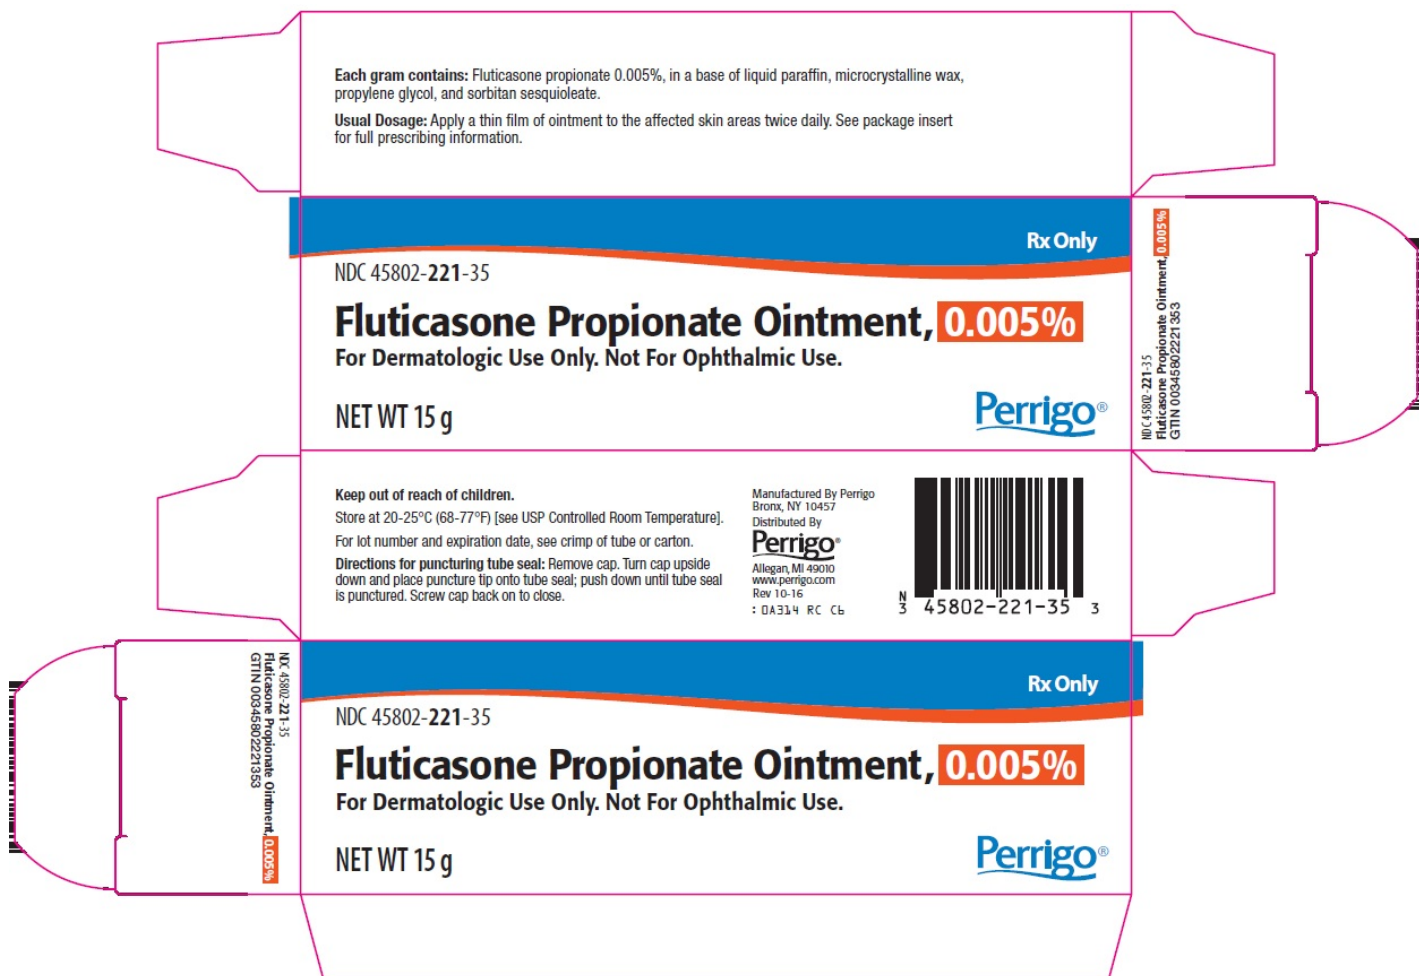 Each gram contains: Fluticasone propionate 0.005%, in a base of liquid paraffin, microcrystalline wax,
propylene glycol, and sorbitan sesquioleate.
Usual Dosage: Apply a thin film of ointment to the affected skin areas twice daily. See package insert
for full prescribing information.
Rx Only
NDC 45802-221-35
Fluticasone Propionate Ointment, 0.005%
For Dermatologic Use Only. Not For Ophthalmic Use.
NET WT 15 g
Perrigo®
NDC 45802-221-35
Fluticasone Propionate Ointment, 0.005%
GTIN 00345802221353
Keep out of reach of children.
Store at 20-25°C (68-77°F) [see USP Controlled Room Temperature].
For lot number and expiration date, see crimp of tube or carton.
Directions for puncturing tube seal: Remove cap. Turn cap upside
down and place puncture tip onto tube seal; push down until tube seal
is punctured. Screw cap back on to close.
Manufactured By Perrigo
Bronx, NY 10457
Distributed By
Perrigo®
Allegan, MI 49010
www.perrigo.com
Rev 10-16
: 0A314 RC C6
N
3 45802-221-35 3
NDC 45802-221-35
Fluticasone Propionate Ointment, 0.005%
GTIN 00345802221353
Rx Only
NDC 45802-221-35
Fluticasone Propionate Ointment, 0.005%
For Dermatologic Use Only. Not For Ophthalmic Use.
NET WT 15 g
Perrigo®